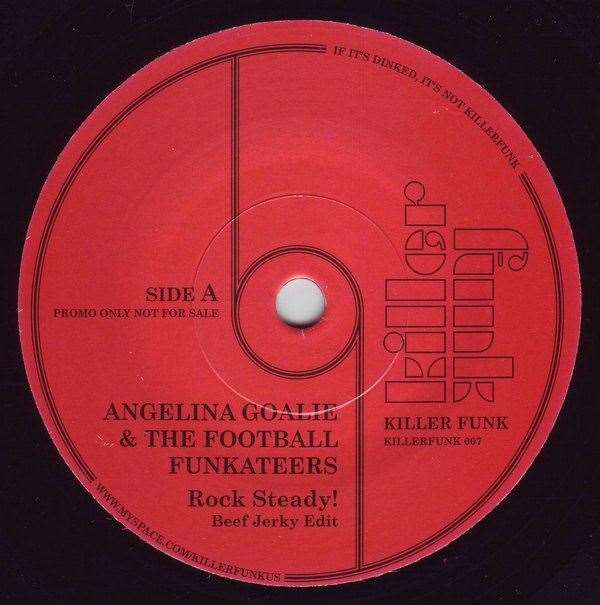 IF IT'S DINKED, IT'S NOT KILLERFUNK
killer
funk
SIDE A
PROMO ONLY NOT FOR SALE
ANGELINA GOALIE
& THE FOOTBALL
FUNKATEERS
Rock Steady!
Beef Jerky Edit
KILLER FUNK
KILLERFUNK 007
WWW.MYSPACE.COM/KILLERFUNKUS